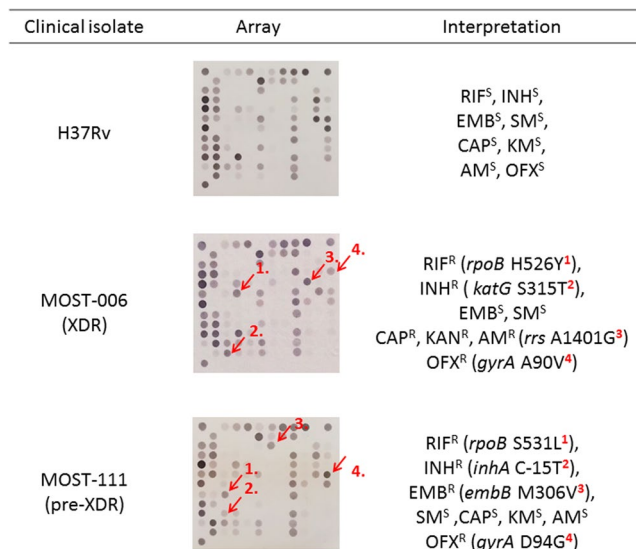 Clinical isolate Array Interpretation
H37Rv
RIFS, INHS,
EMBS, SMS,
CAPS, KMS,
AMS, OFXS
MOST-006
(XDR)
1.
2.
3.
4.
RIFR (rpoB H526Y1),
INHR ( katG S315T2),
EMBS, SMS
CAPR, KANR, AMR (rrs A1401G3)
OFXR (gyrA A90V4)
MOST-111
(pre-XDR)
1.
2.
3.
4.
RIFR (rpoB S531L1),
INHR (inhA C-15T2),
EMBR (embB M306V3),
SMS ,CAPS, KMS, AMS
OFXR (gyrA D94G4)